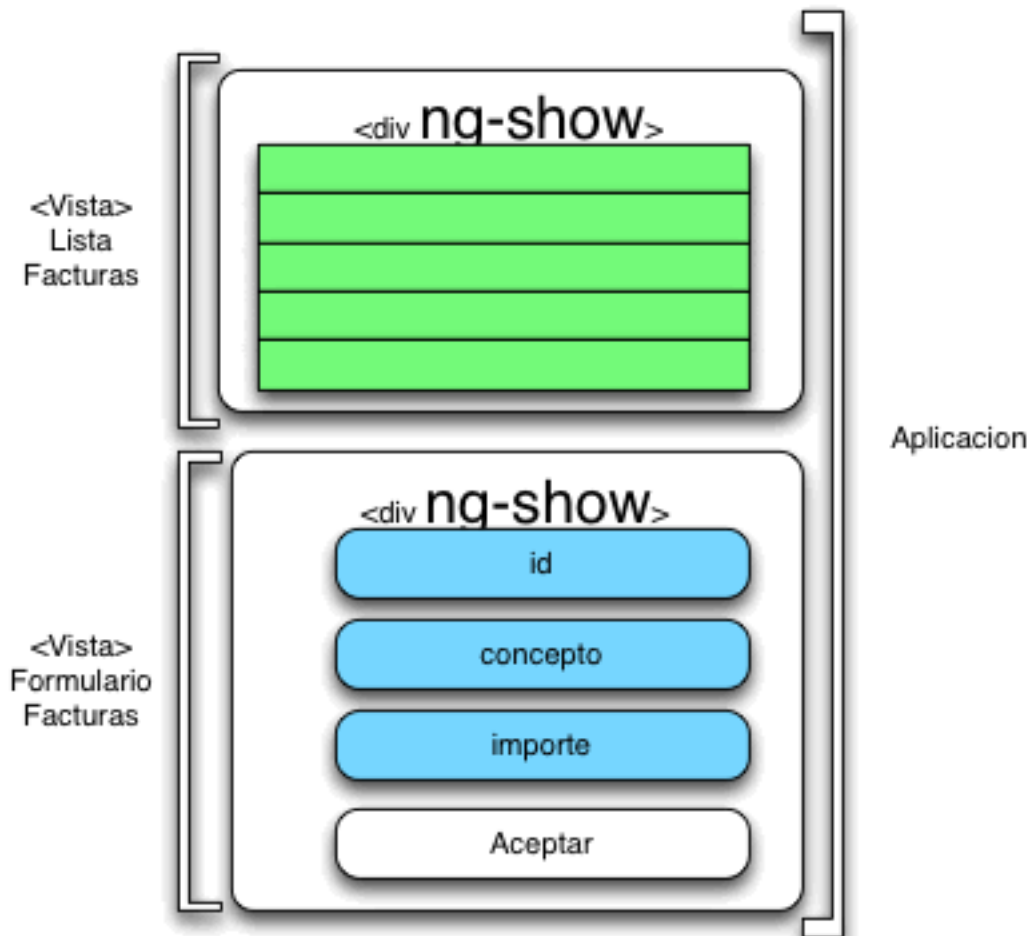 <div ng-show>
<Vista>
Lista
Facturas
Aplicacion
<div ng-show>
id
concepto
<Vista>
Formulario
Facturas
importe
Aceptar